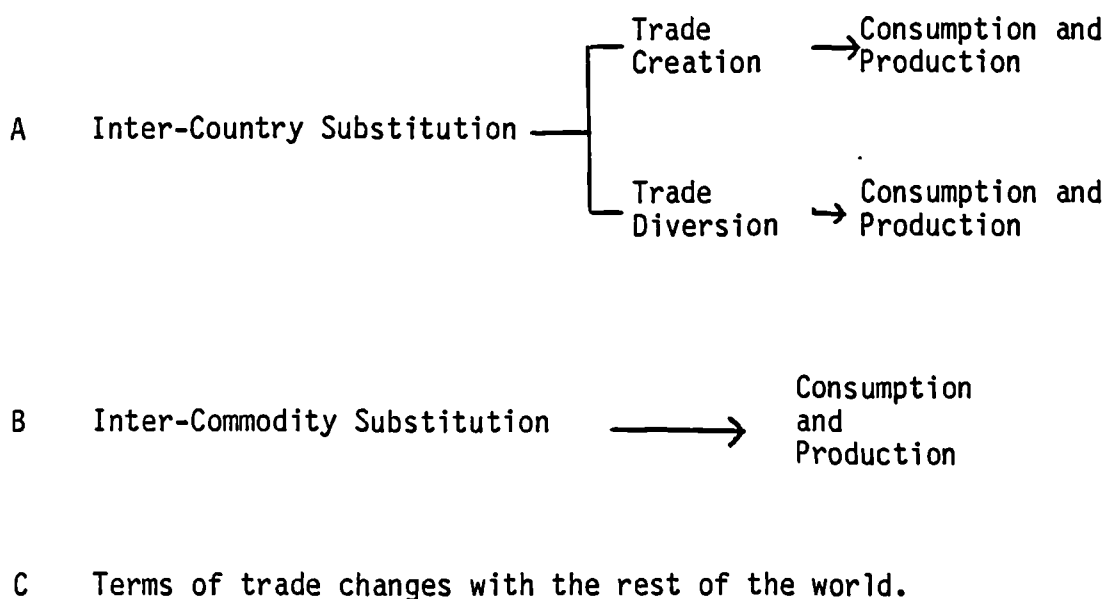 Trade Creation → Consumption and Production
A Inter-Country Substitution
Trade Diversion → Consumption and Production
B Inter-Commodity Substitution → Consumption and Production
C Terms of trade changes with the rest of the world.